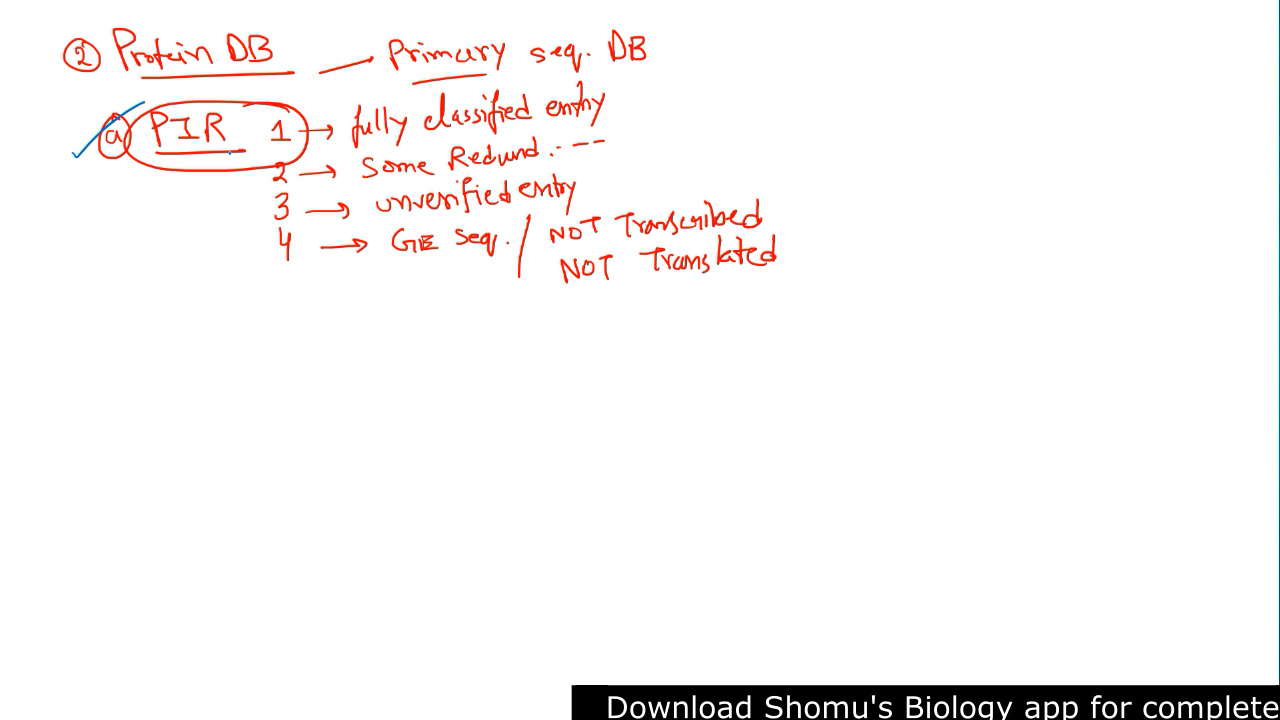 ② Protein DB → Primary seq. DB
ⓐ PIR 1 → fully classified entry
2 → Some Redund. ---
3 → unverified entry
4 → GE seq. / NOT Transcribed
NOT Translated
Download Shomu's Biology app for complete